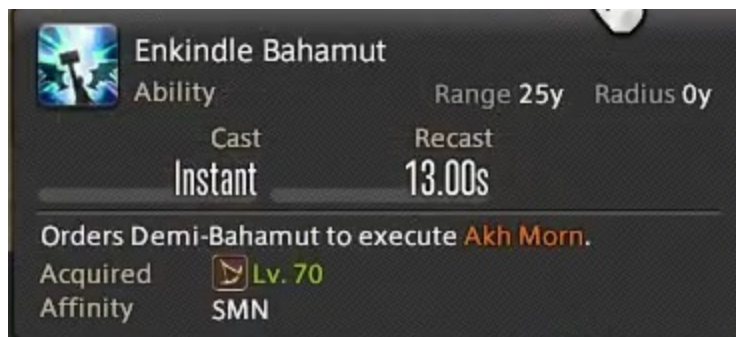 Enkindle Bahamut
Ability Range 25y Radius 0y
Cast Recast
Instant 13.00s
Orders Demi-Bahamut to execute Akh Morn.
Acquired Lv. 70
Affinity SMN